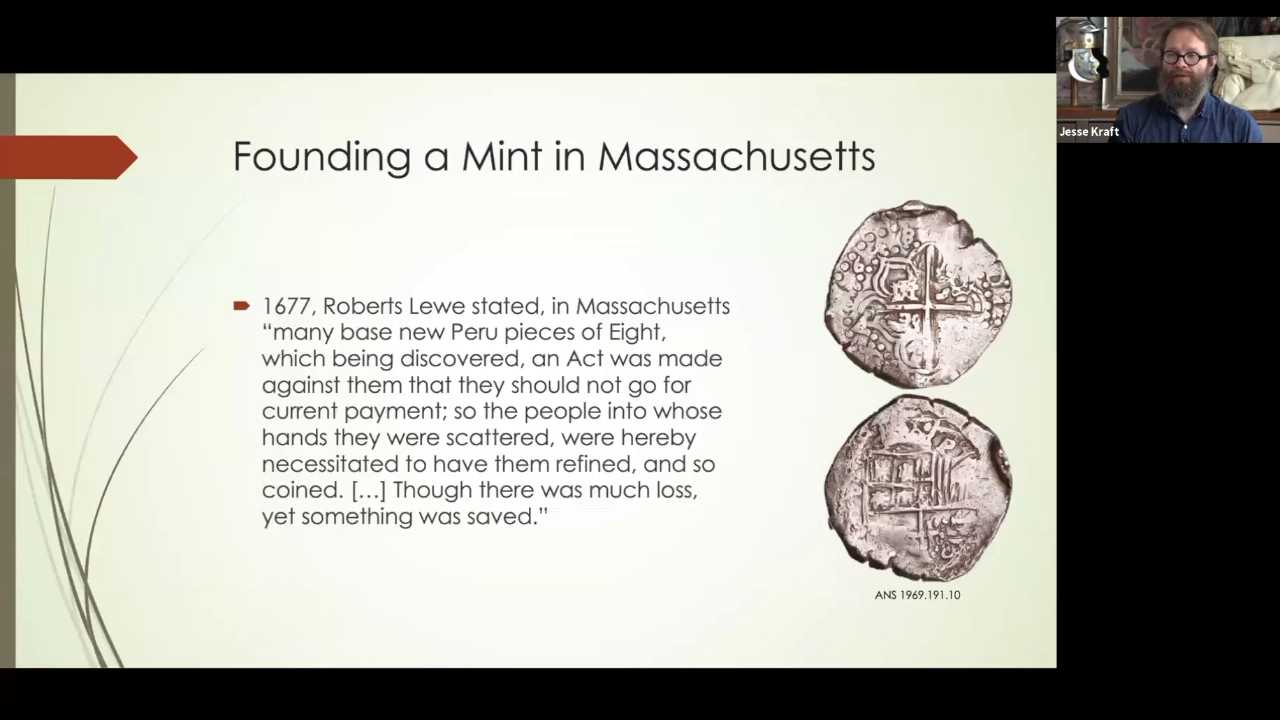 Founding a Mint in Massachusetts
1677, Roberts Lewe stated, in Massachusetts
“many base new Peru pieces of Eight,
which being discovered, an Act was made
against them that they should not go for
current payment; so the people into whose
hands they were scattered, were hereby
necessitated to have them refined, and so
coined. […] Though there was much loss,
yet something was saved.”
ANS 1969.191.10
Jesse Kraft